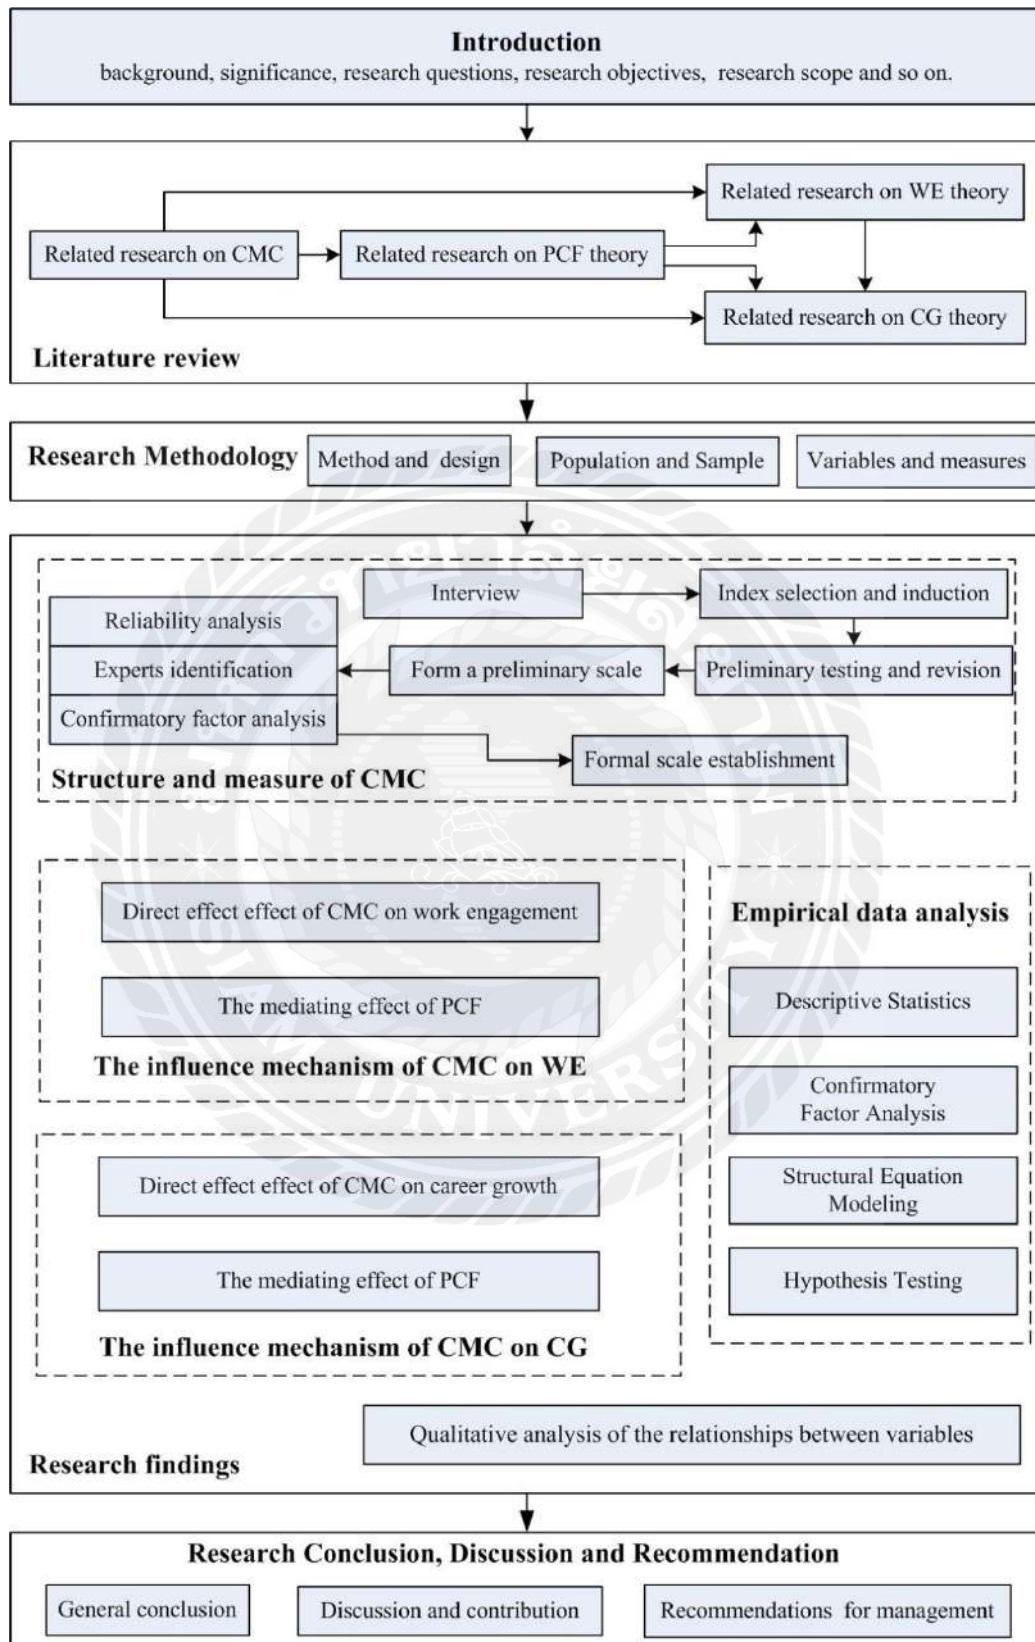 Introduction
background, significance, research questions, research objectives, research scope and so on.
Related research on WE theory
Related research on CMC
Related research on PCF theory
Related research on CG theory
Literature review
Research Methodology
Method and design
Population and Sample
Variables and measures
Interview
Index selection and induction
Reliability analysis
Experts identification
Form a preliminary scale
Preliminary testing and revision
Confirmatory factor analysis
Formal scale establishment
Structure and measure of CMC
Direct effect effect of CMC on work engagement
The mediating effect of PCF
The influence mechanism of CMC on WE
Direct effect effect of CMC on career growth
The mediating effect of PCF
The influence mechanism of CMC on CG
Empirical data analysis
Descriptive Statistics
Confirmatory
Factor Analysis
Structural Equation
Modeling
Hypothesis Testing
Qualitative analysis of the relationships between variables
Research findings
Research Conclusion, Discussion and Recommendation
General conclusion
Discussion and contribution
Recommendations for management
SIAM UNIVERSITY